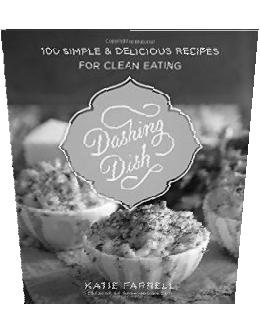 100 SIMPLE & DELICIOUS RECIPES
FOR CLEAN EATING
Dashing
Dish
KATIE FARRELL